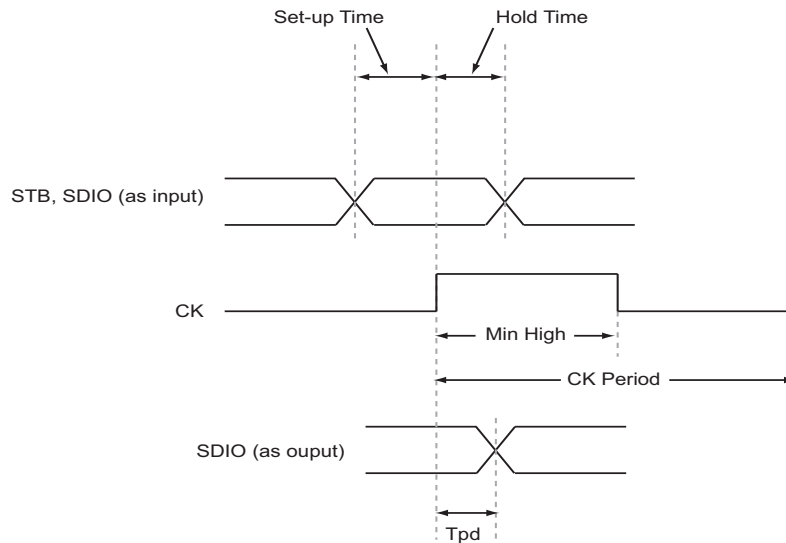 Set-up Time
Hold Time
STB, SDIO (as input)
CK
Min High
CK Period
SDIO (as ouput)
Tpd